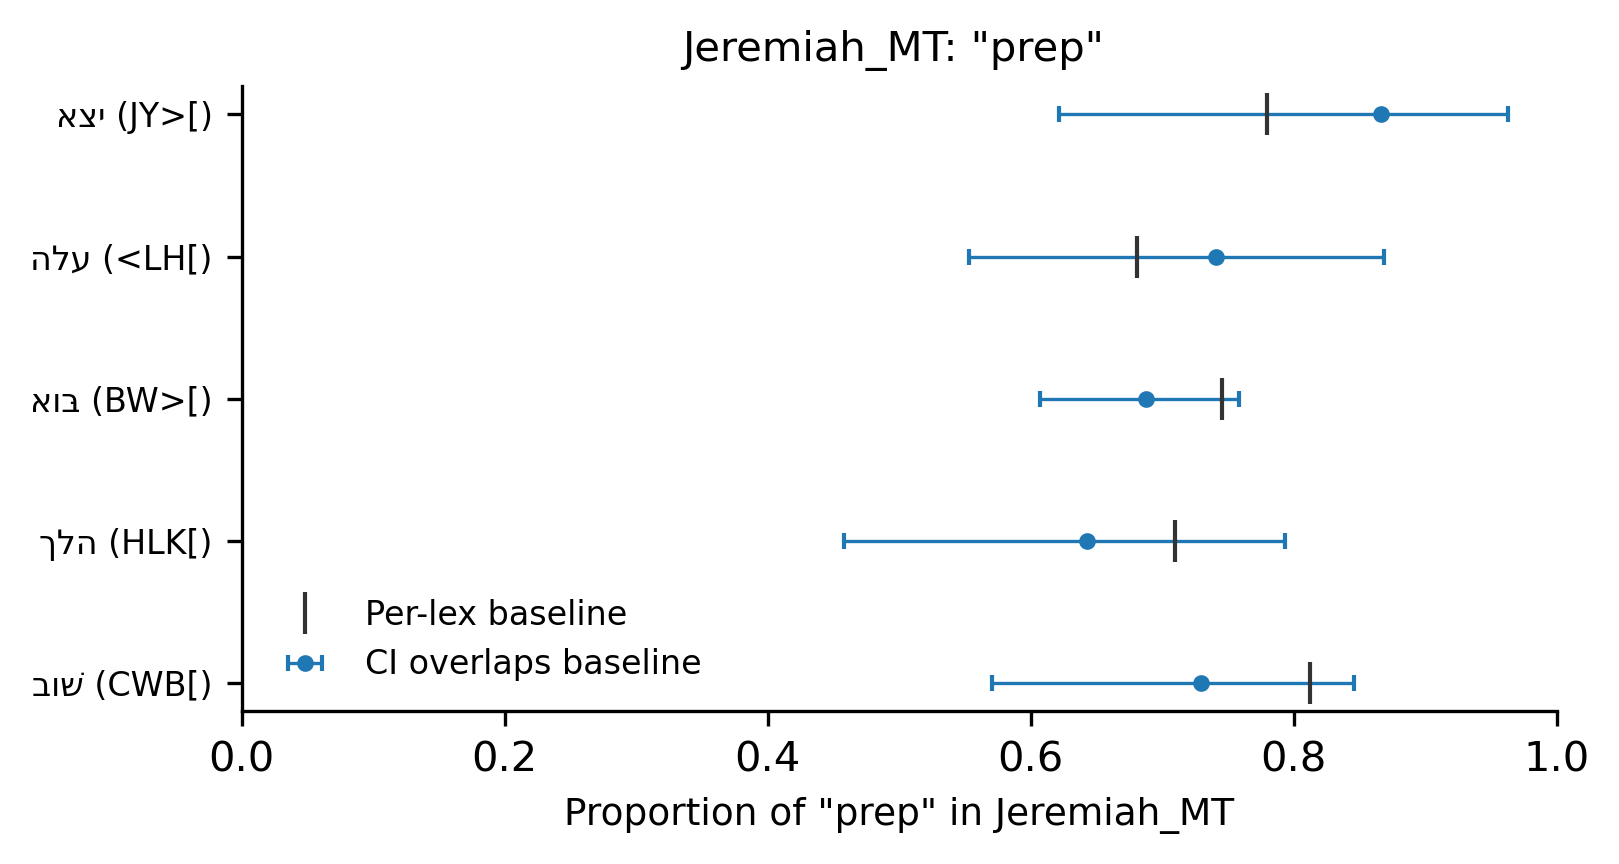 Jeremiah_MT: "prep"
יצא (JY>[)
עלה (<LH[)
בּוא (BW>[)
הלך (HLK[)
שׁוב (CWB[)
Per-lex baseline
CI overlaps baseline
0.0 0.2 0.4 0.6 0.8 1.0
Proportion of "prep" in Jeremiah_MT